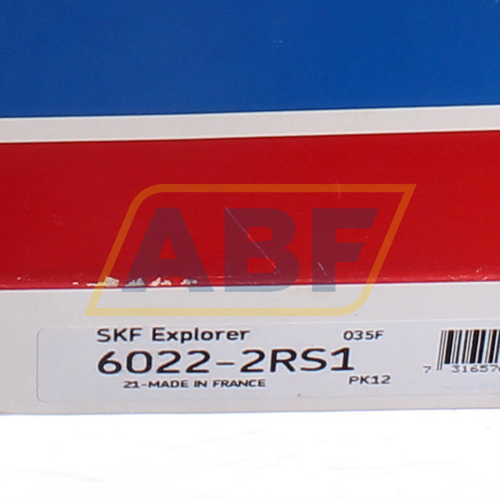 ABF
SKF Explorer 035F
6022-2RS1
21-MADE IN FRANCE PK12